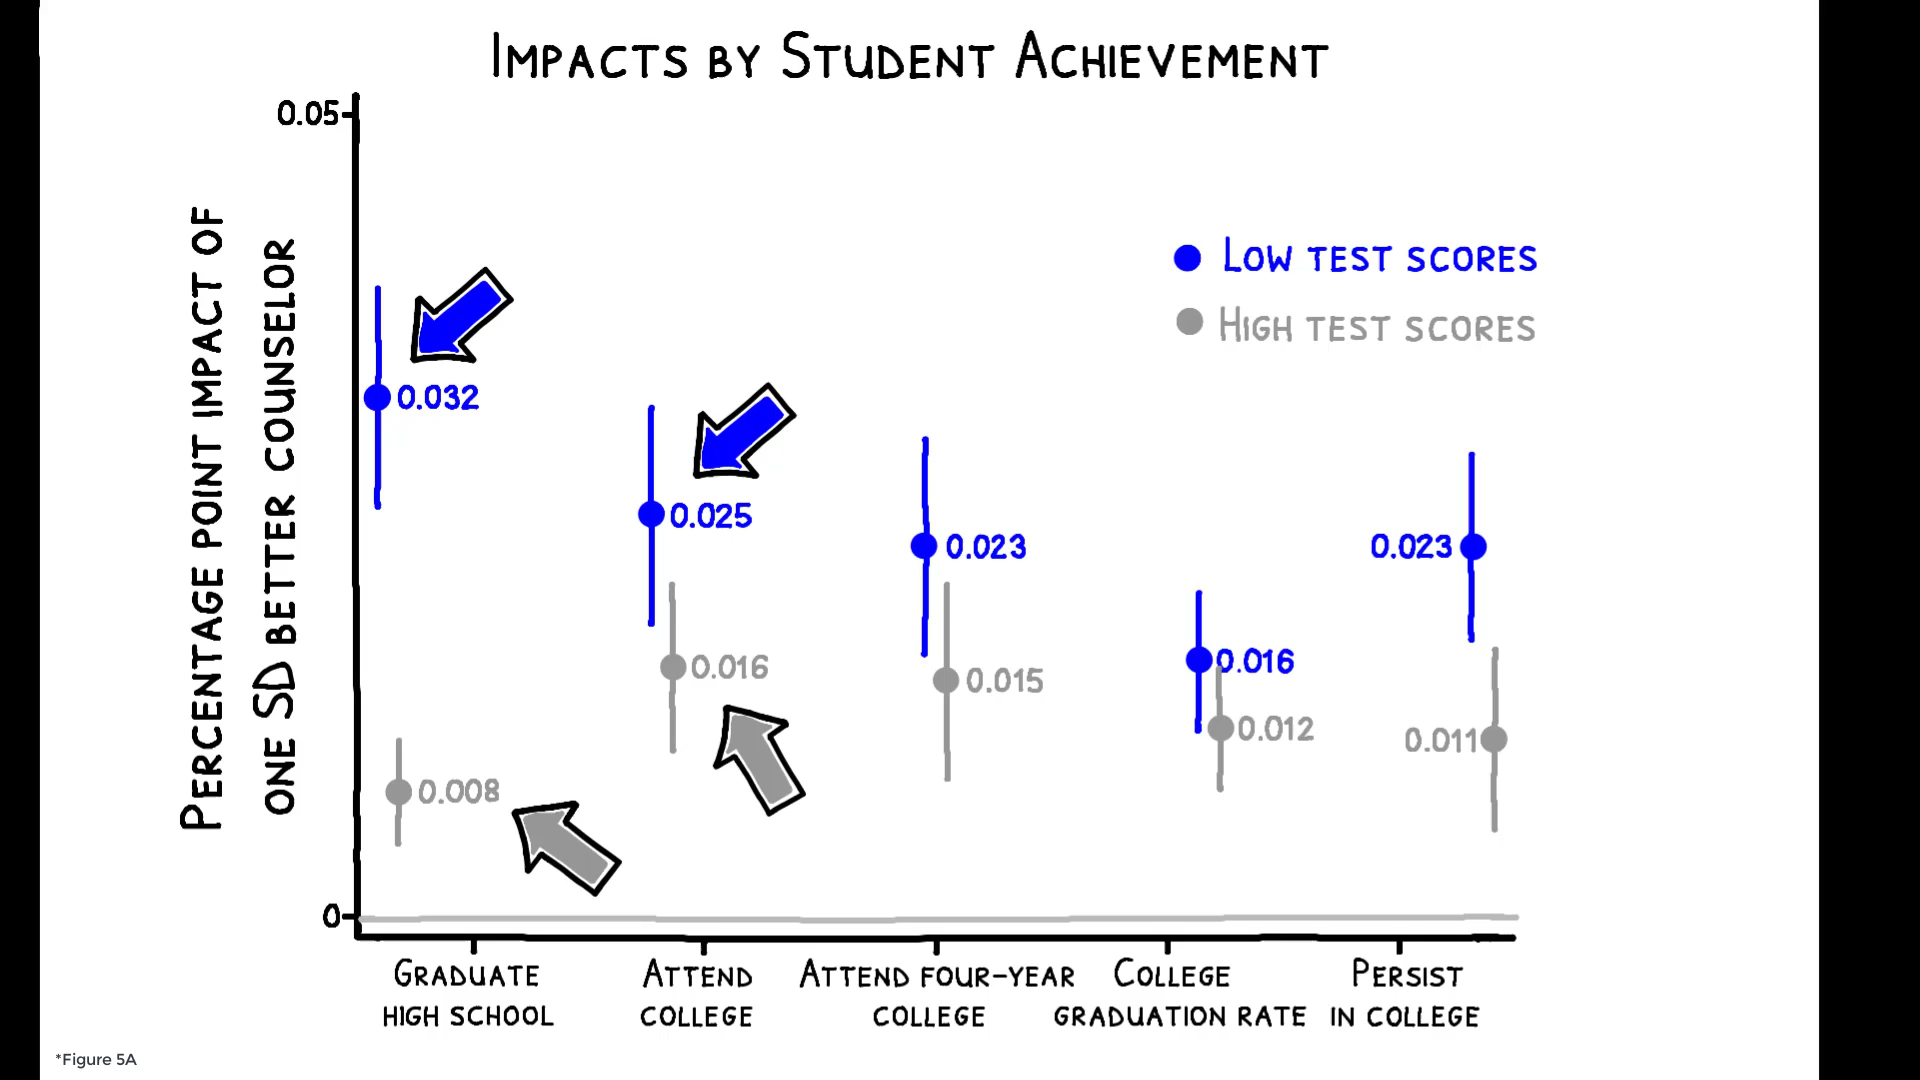 IMPACTS BY STUDENT ACHIEVEMENT
0.05
PERCENTAGE POINT IMPACT OF
ONE SD BETTER COUNSELOR
LOW TEST SCORES
HIGH TEST SCORES
0.032
0.025
0.023
0.023
0.016
0.016
0.015
0.012
0.011
0.008
0
GRADUATE
HIGH SCHOOL
ATTEND
COLLEGE
ATTEND FOUR-YEAR
COLLEGE
COLLEGE
GRADUATION RATE
PERSIST
IN COLLEGE
*Figure 5A